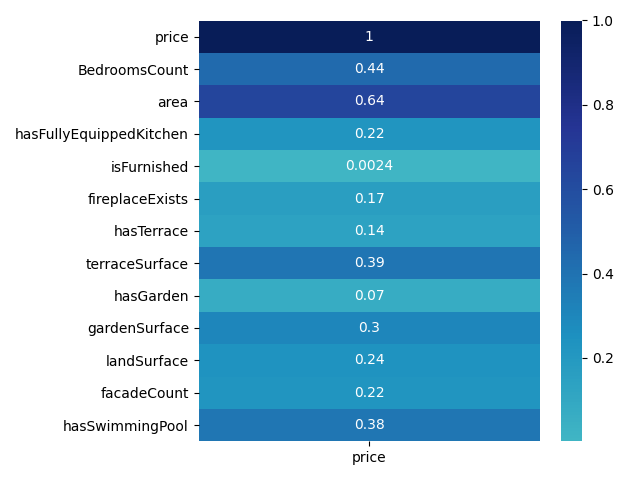 price 1
BedroomsCount 0.44
area 0.64
hasFullyEquippedKitchen 0.22
isFurnished 0.0024
fireplaceExists 0.17
hasTerrace 0.14
terraceSurface 0.39
hasGarden 0.07
gardenSurface 0.3
landSurface 0.24
facadeCount 0.22
hasSwimmingPool 0.38
price
1.0
0.8
0.6
0.4
0.2